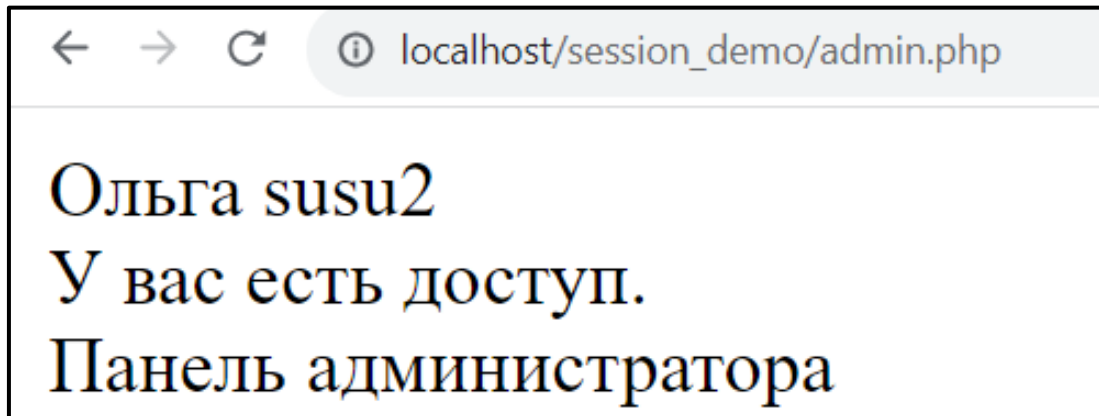 localhost/session_demo/admin.php
Ольга susu2
У вас есть доступ.
Панель администратора